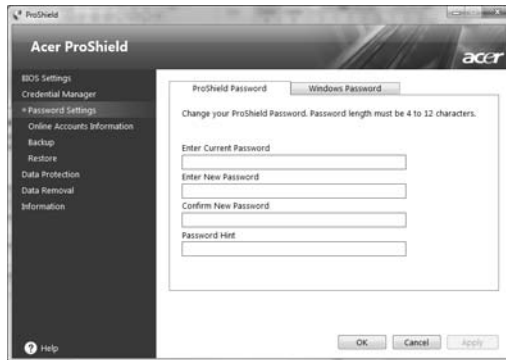 ProShield
Acer ProShield
acer
BIOS Settings
Credential Manager
Password Settings
Online Accounts Information
Backup
Restore
Data Protection
Data Removal
Information
Help
ProShield Password
Windows Password
Change your ProShield Password. Password length must be 4 to 12 characters.
Enter Current Password
Enter New Password
Confirm New Password
Password Hint
OK
Cancel
Apply